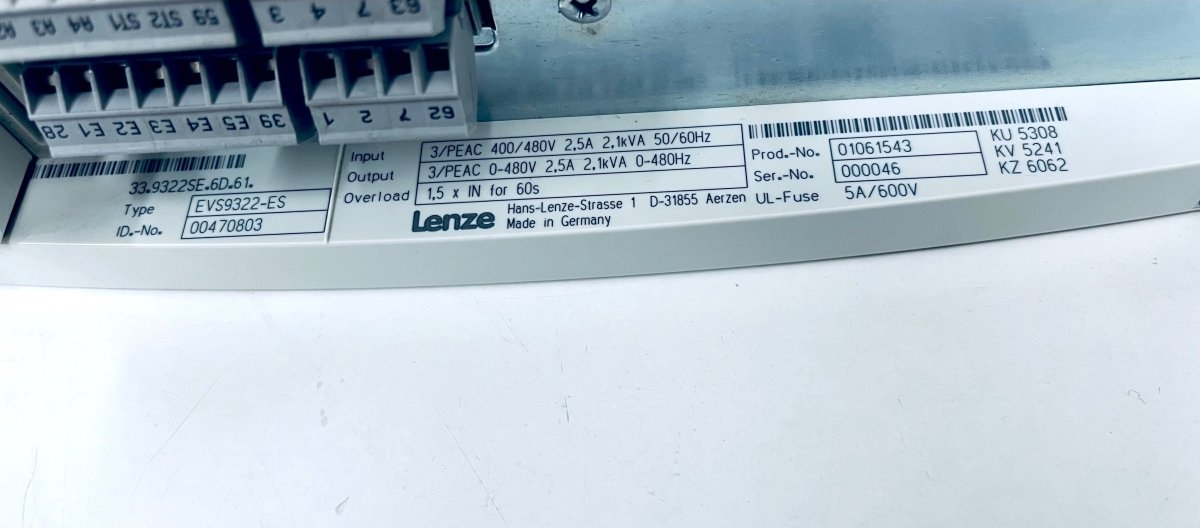 A3 A4 ST1 ST2 59 3 4 7 63
28 E1 E2 E3 E4 E5 39 1 2 7 62
33.9322SE.6D.61.
Type EVS9322-ES
ID.-No. 00470803
Input 3/PEAC 400/480V 2,5A 2,1kVA 50/60Hz
Output 3/PEAC 0-480V 2,5A 2,1kVA 0-480Hz
Overload 1,5 x IN for 60s
Lenze Hans-Lenze-Strasse 1 D-31855 Aerzen
Made in Germany
Prod.-No. 01061543
Ser.-No. 000046
UL-Fuse 5A/600V
KU 5308
KV 5241
KZ 6062